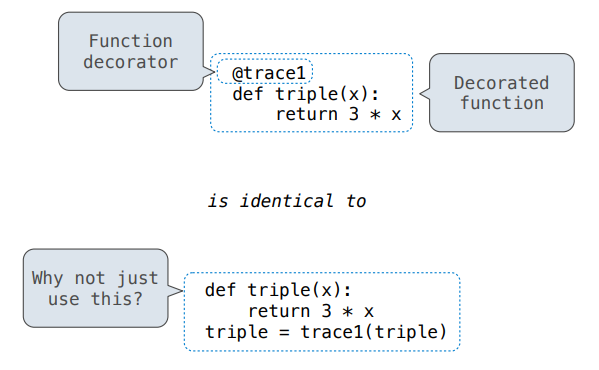 Function
decorator
@trace1
def triple(x):
    return 3 * x
Decorated
function
is identical to
Why not just
use this?
def triple(x):
    return 3 * x
triple = trace1(triple)